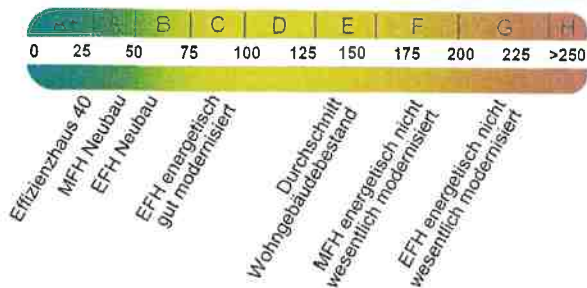 A+ A B C D E F G H
0 25 50 75 100 125 150 175 200 225 >250
Effizienzhaus 40
MFH Neubau
EFH Neubau
EFH energetisch
gut modernisiert
Durchschnitt
Wohngebäudebestand
MFH energetisch nicht
wesentlich modernisiert
EFH energetisch nicht
wesentlich modernisiert